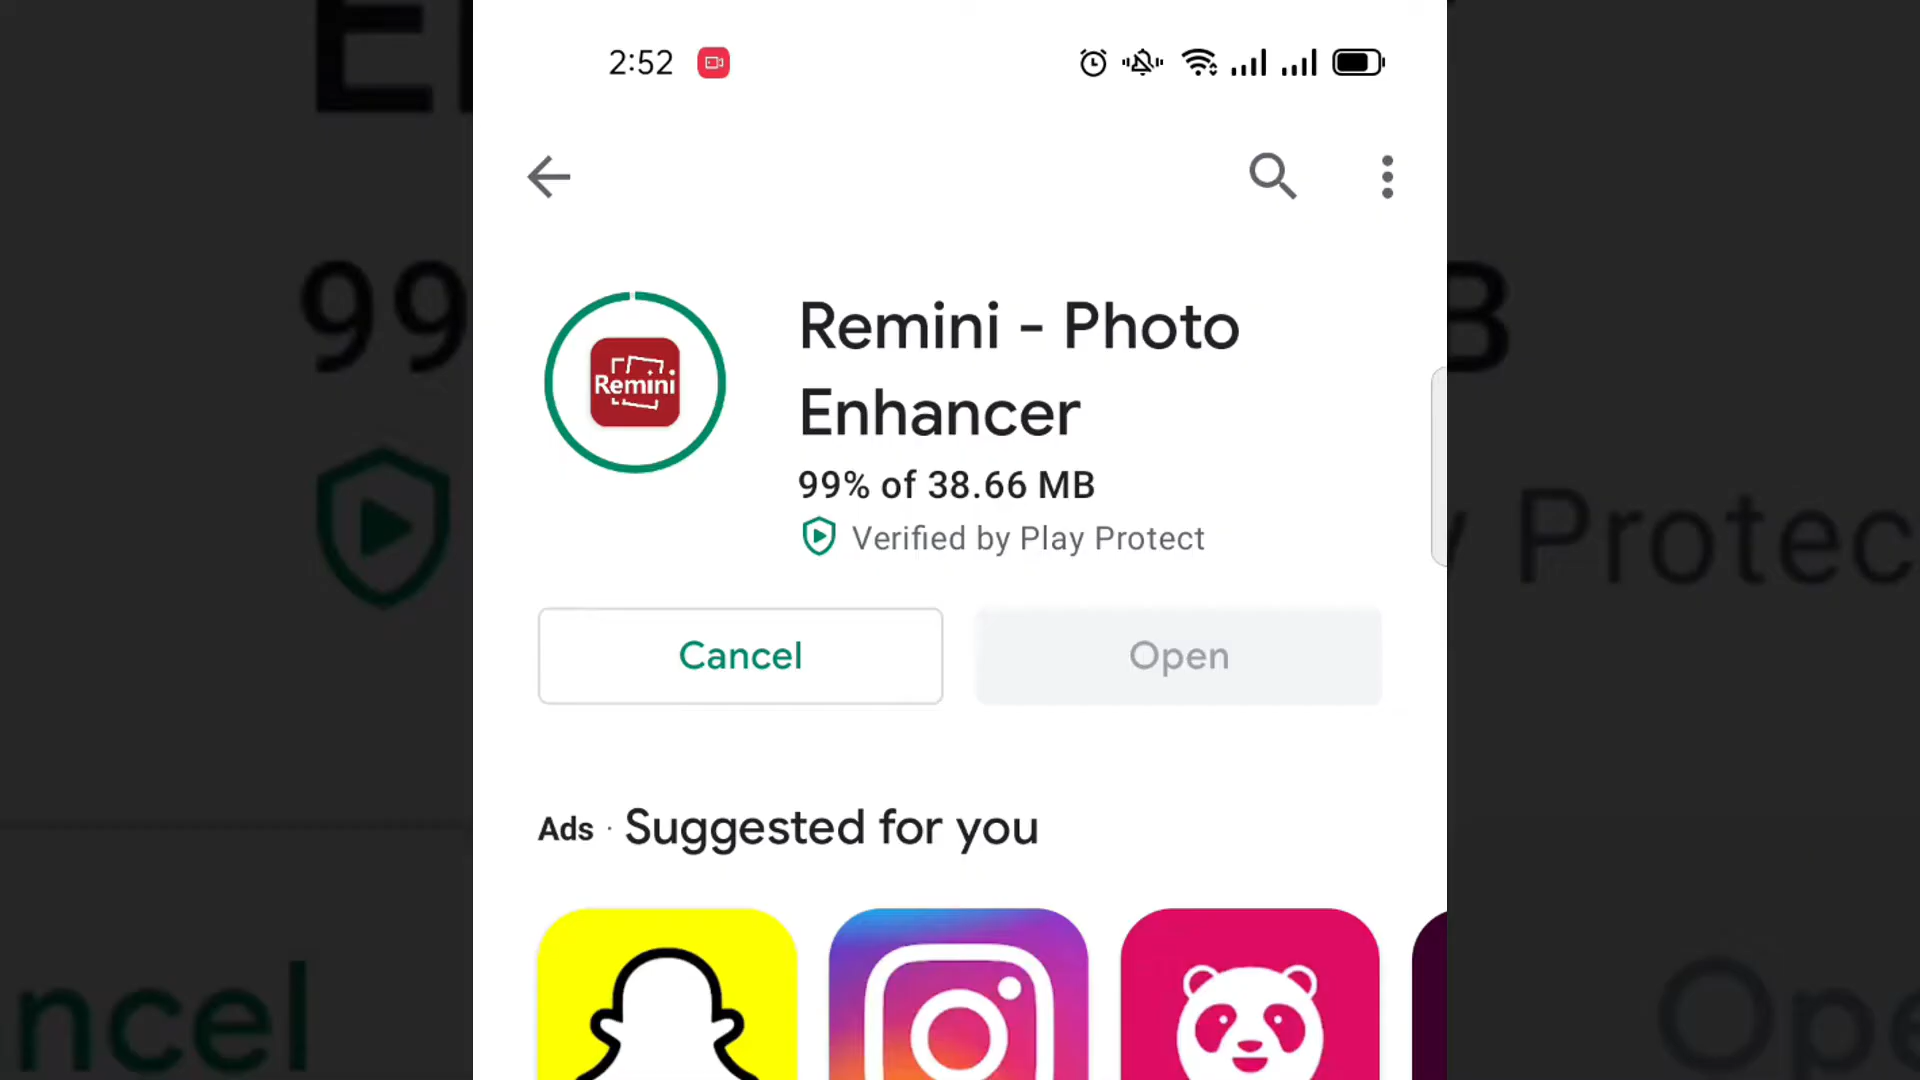 2:52
Remini - Photo
Enhancer
Remini
99% of 38.66 MB
Verified by Play Protect
Cancel
Open
Ads · Suggested for you